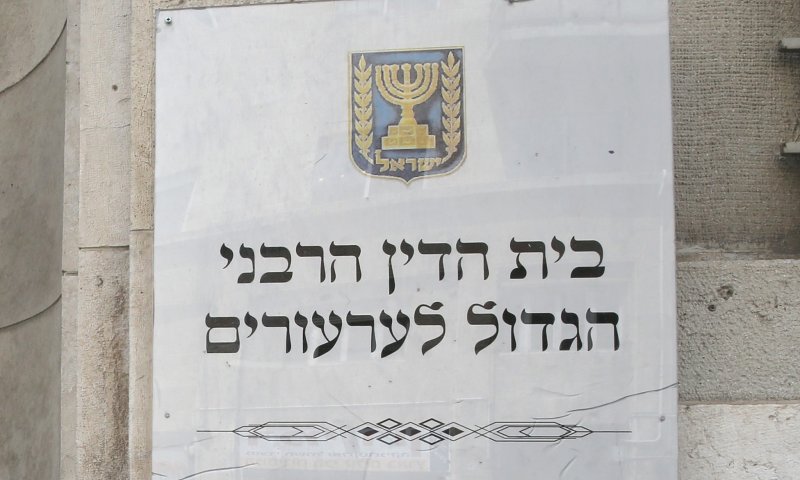 ישראל
בית הדין הרבני
הגדול לערעורים